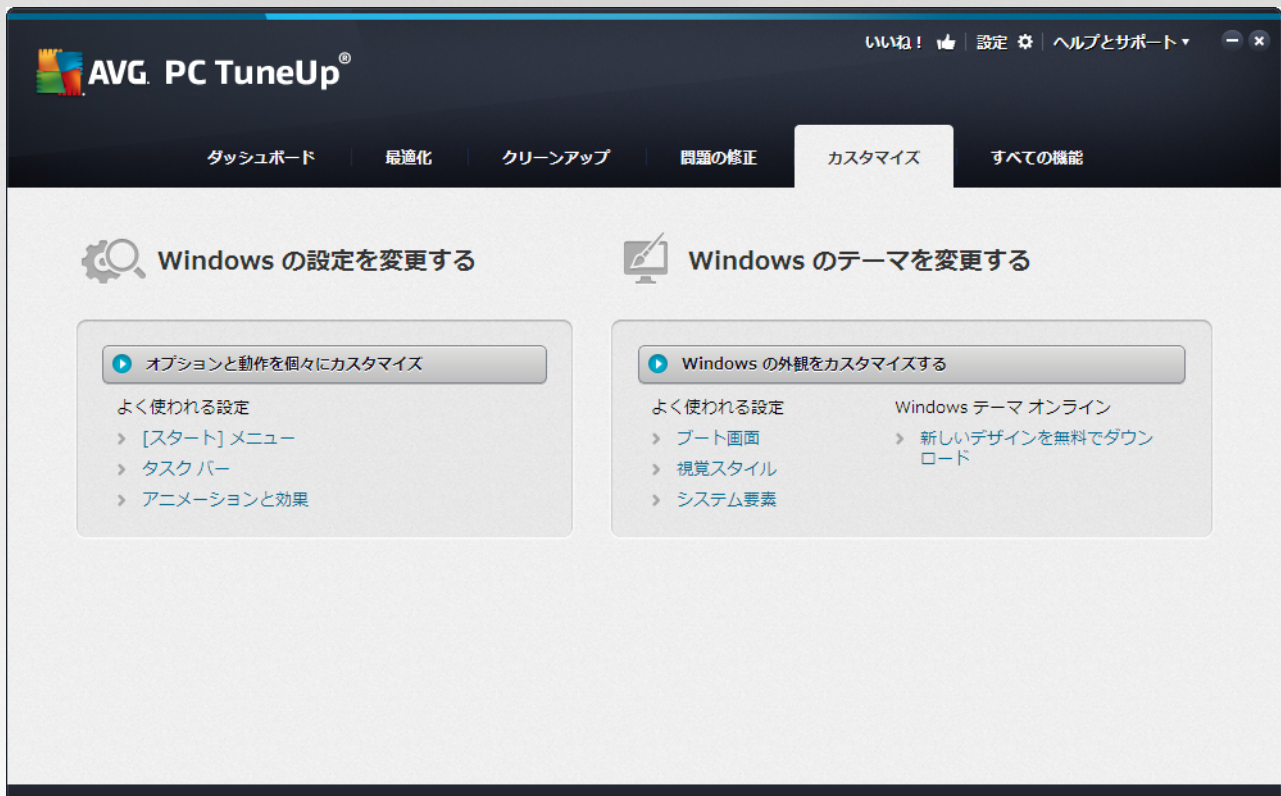 いいね！ 設定 ヘルプとサポート
AVG PC TuneUp®
ダッシュボード 最適化 クリーンアップ 問題の修正 カスタマイズ すべての機能
Windows の設定を変更する
オプションと動作を個々にカスタマイズ
よく使われる設定
[スタート] メニュー
タスク バー
アニメーションと効果
Windows のテーマを変更する
Windows の外観をカスタマイズする
よく使われる設定
ブート画面
視覚スタイル
システム要素
Windows テーマ オンライン
新しいデザインを無料でダウン
ロード